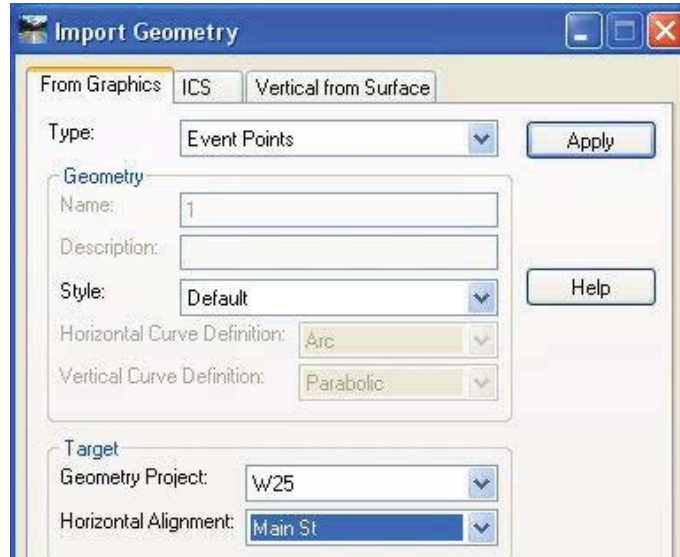 Import Geometry
From Graphics ICS Vertical from Surface
Type: Event Points Apply
Geometry
Name: 1
Description:
Style: Default Help
Horizontal Curve Definition: Arc
Vertical Curve Definition: Parabolic
Target
Geometry Project: W25
Horizontal Alignment: Main St